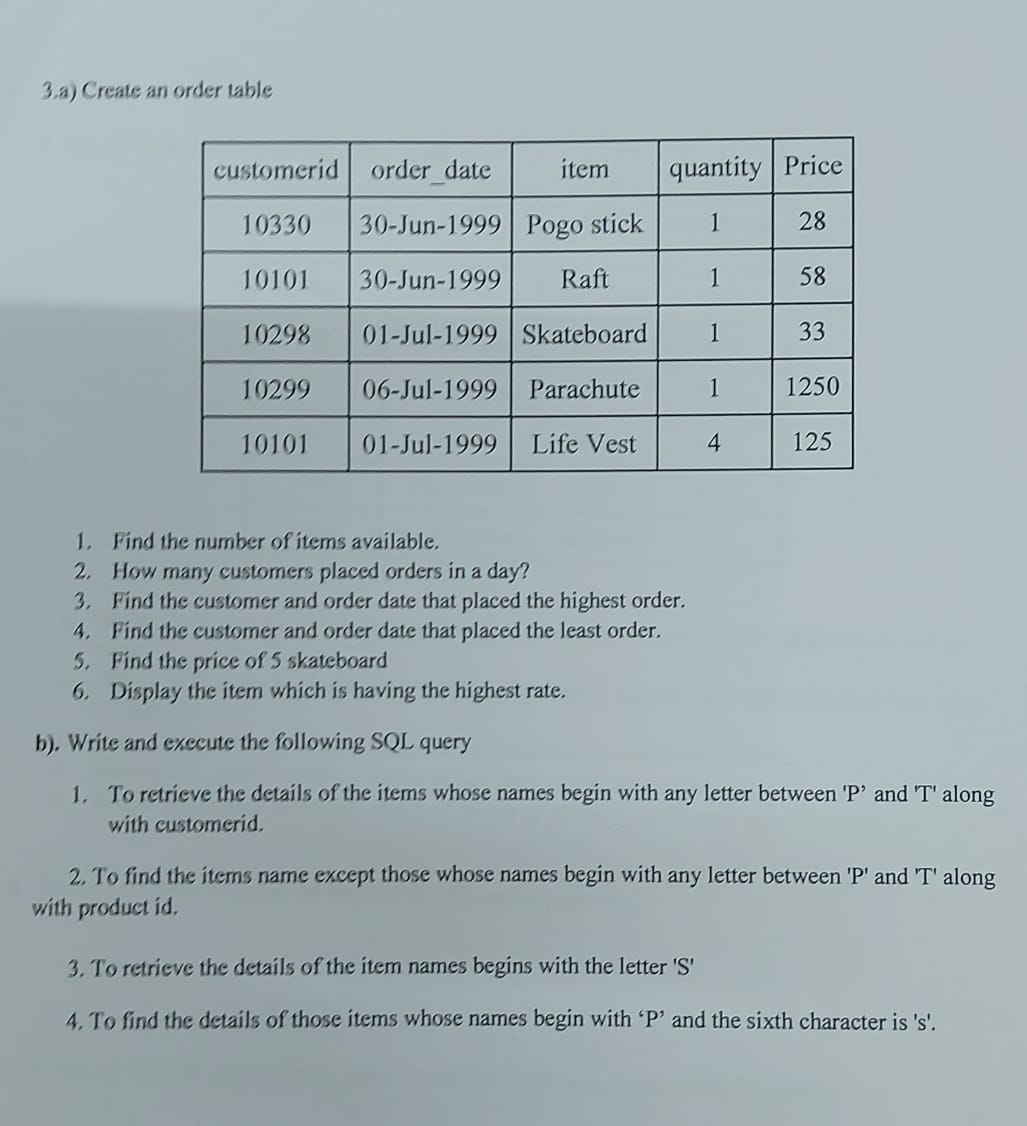 3.a) Create an order table
customerid order_date item quantity Price
10330 30-Jun-1999 Pogo stick 1 28
10101 30-Jun-1999 Raft 1 58
10298 01-Jul-1999 Skateboard 1 33
10299 06-Jul-1999 Parachute 1 1250
10101 01-Jul-1999 Life Vest 4 125
1. Find the number of items available.
2. How many customers placed orders in a day?
3. Find the customer and order date that placed the highest order.
4. Find the customer and order date that placed the least order.
5. Find the price of 5 skateboard
6. Display the item which is having the highest rate.
b). Write and execute the following SQL query
1. To retrieve the details of the items whose names begin with any letter between 'P’ and 'T' along
with customerid.
2. To find the items name except those whose names begin with any letter between 'P' and 'T' along
with product id.
3. To retrieve the details of the item names begins with the letter 'S'
4. To find the details of those items whose names begin with ‘P’ and the sixth character is 's'.